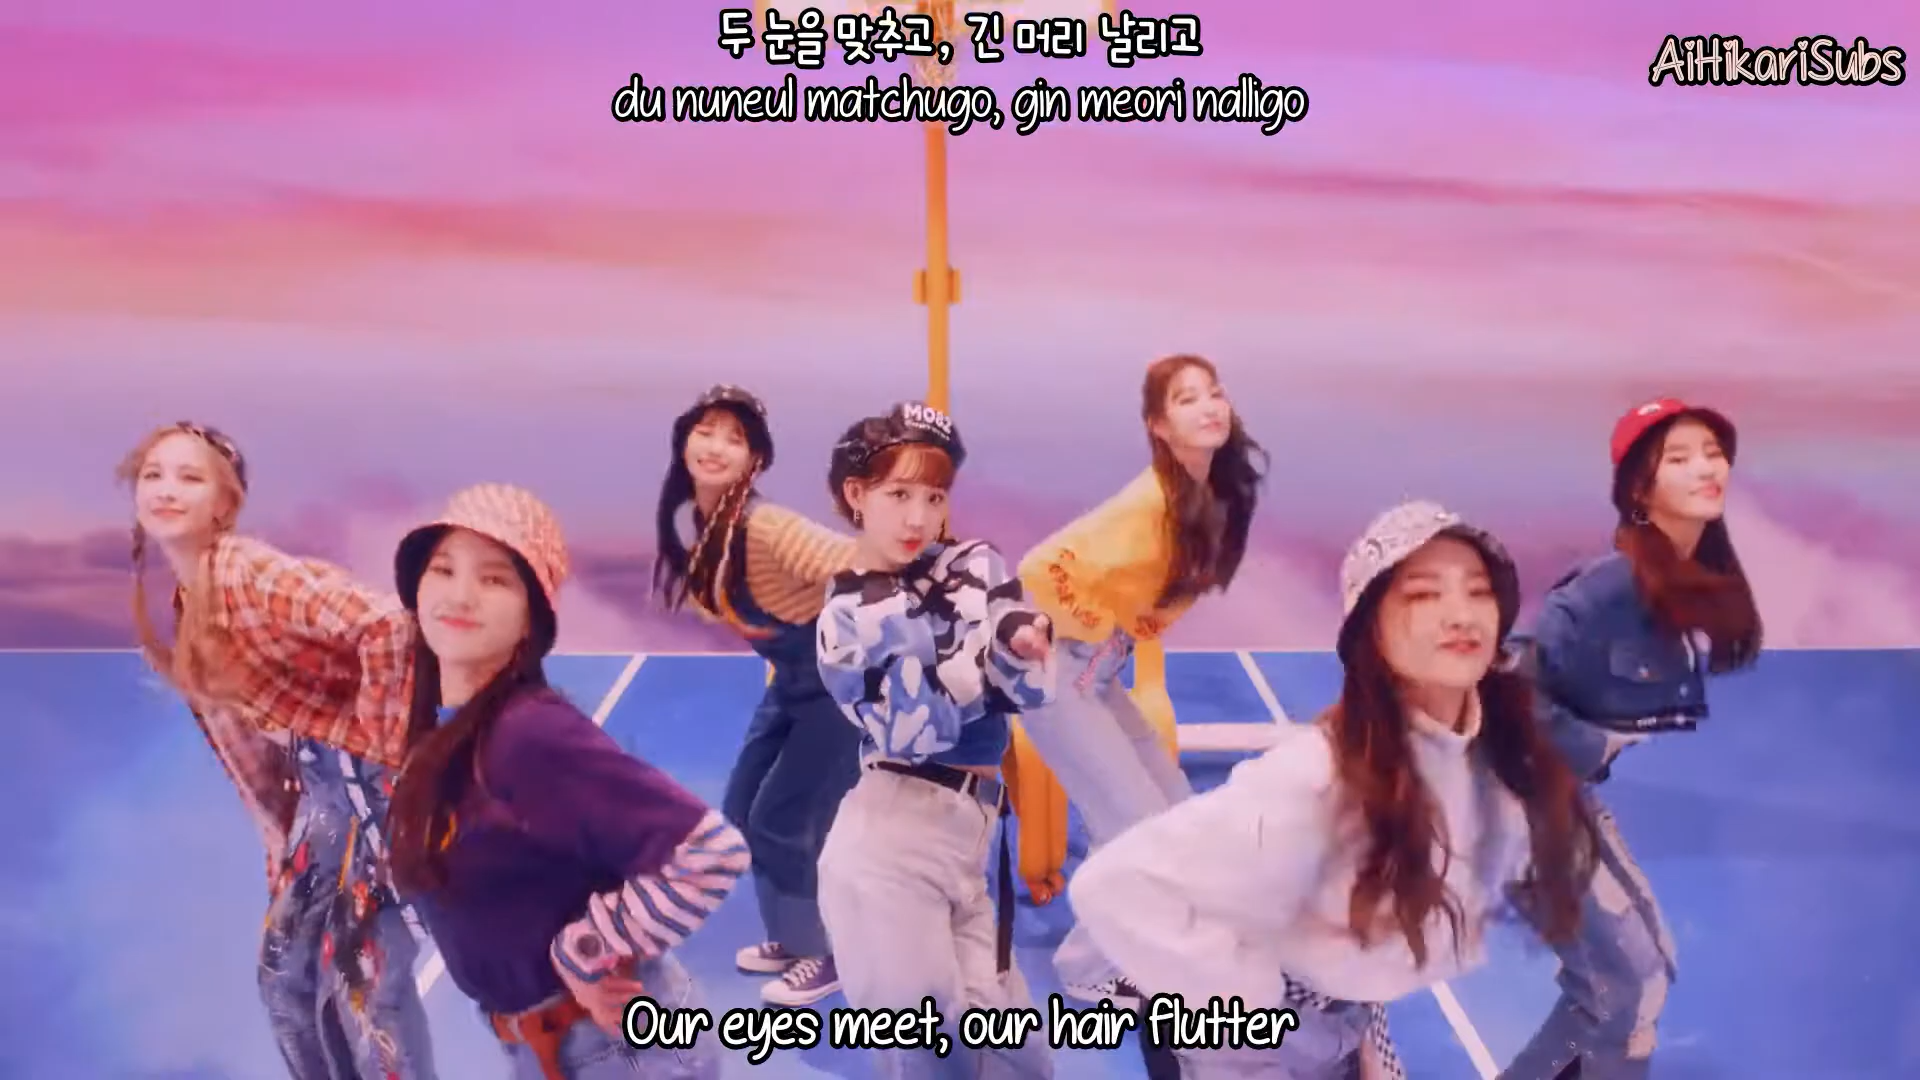 두 눈을 맞추고, 긴 머리 날리고
AiHikariSubs
du nuneul matchugo, gin meori nalligo
Our eyes meet, our hair flutter